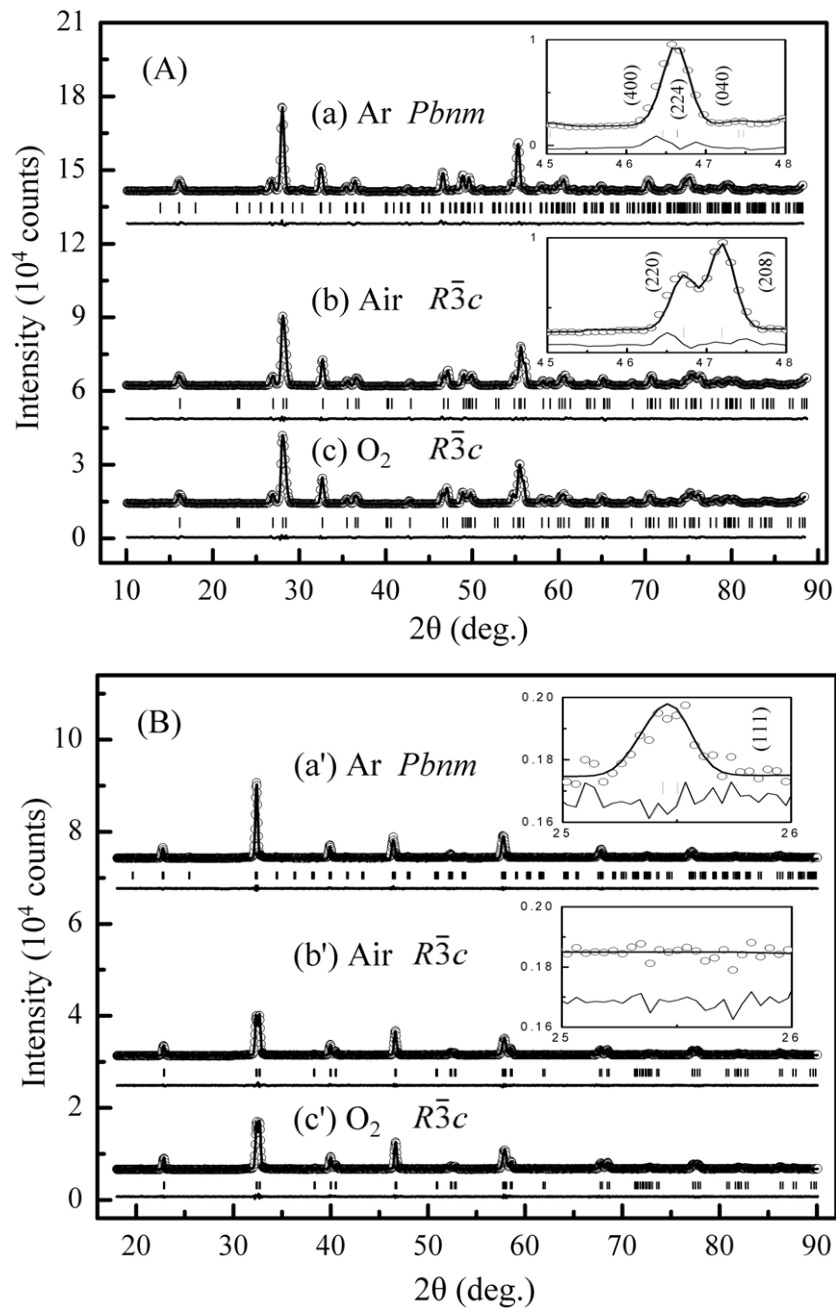 21
18
15
12
9
6
3
0
Intensity (10⁴ counts)
(A)
(a) Ar Pbnm
1
0
(400)
(224)
(040)
45 46 47 48
(b) Air R3̅c
1
(220)
(208)
45 46 47 48
(c) O₂ R3̅c
10 20 30 40 50 60 70 80 90
2θ (deg.)
10
8
6
4
2
0
Intensity (10⁴ counts)
(B)
(a') Ar Pbnm
0.20
0.18
0.16
(111)
25 26
(b') Air R3̅c
0.20
0.18
0.16
25 26
(c') O₂ R3̅c
20 30 40 50 60 70 80 90
2θ (deg.)